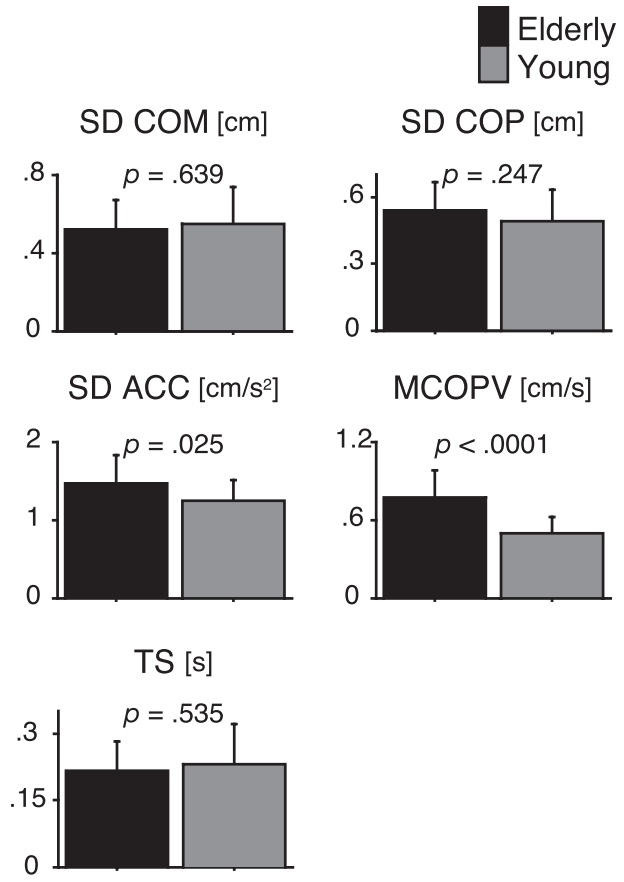 Elderly
Young
SD COM [cm]
.8
p = .639
.4
0
SD COP [cm]
.6
p = .247
.3
0
SD ACC [cm/s²]
2
p = .025
1
0
MCOPV [cm/s]
1.2
p < .0001
.6
0
TS [s]
.3
p = .535
.15
0